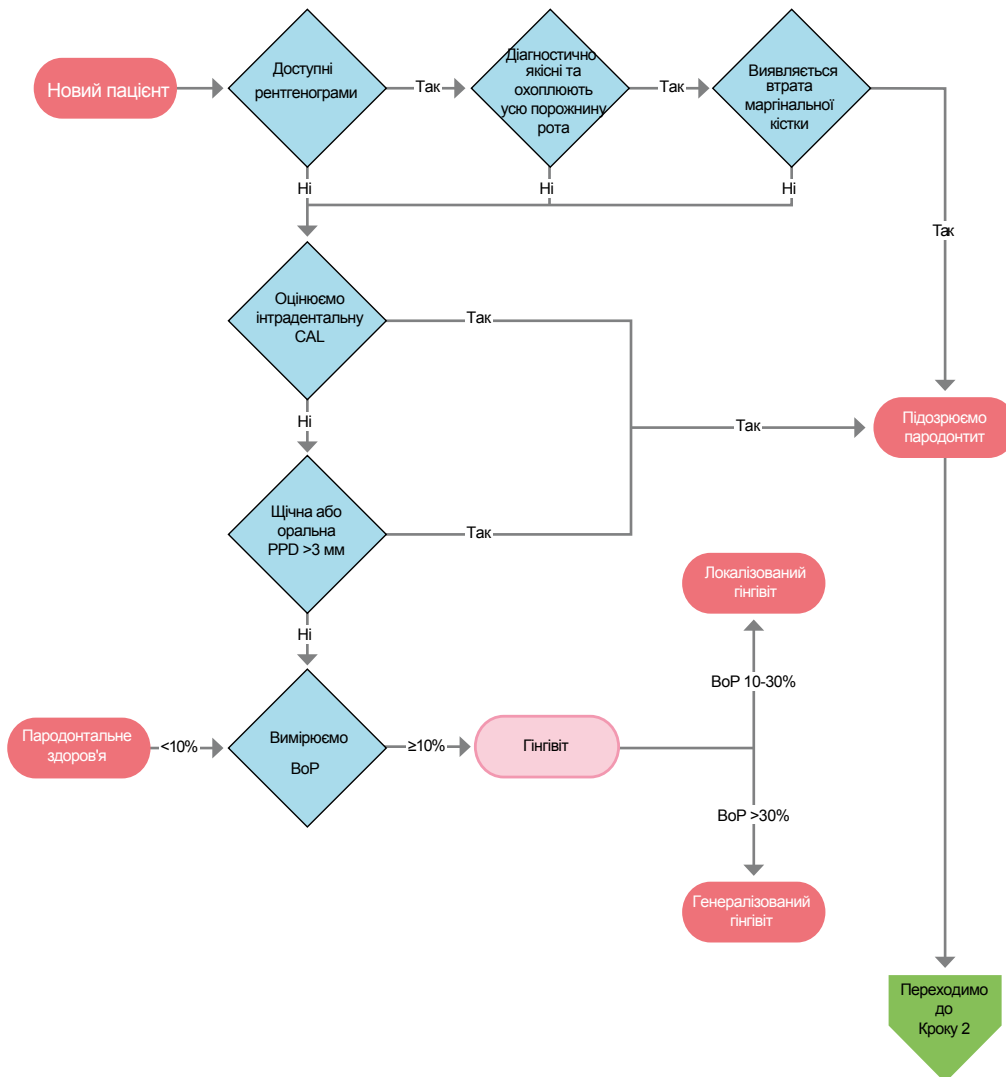 Новий пацієнт
Доступні
рентгенограми
Так
Діагностично
якісні та
охоплюють
усю порожнину
рота
Так
Виявляється
втрата
маргінальної
кістки
Ні
Ні
Ні
Так
Оцінюємо
інтрадентальну
CAL
Так
Ні
Так
Підозрюємо
пародонтит
Щічна або
оральна
PPD >3 мм
Так
Ні
Локалізований
гінгівіт
BoP 10-30%
Пародонтальне
здоров'я
<10%
Вимірюємо
BoP
≥10%
Гінгівіт
BoP >30%
Генералізований
гінгівіт
Переходимо
до
Кроку 2